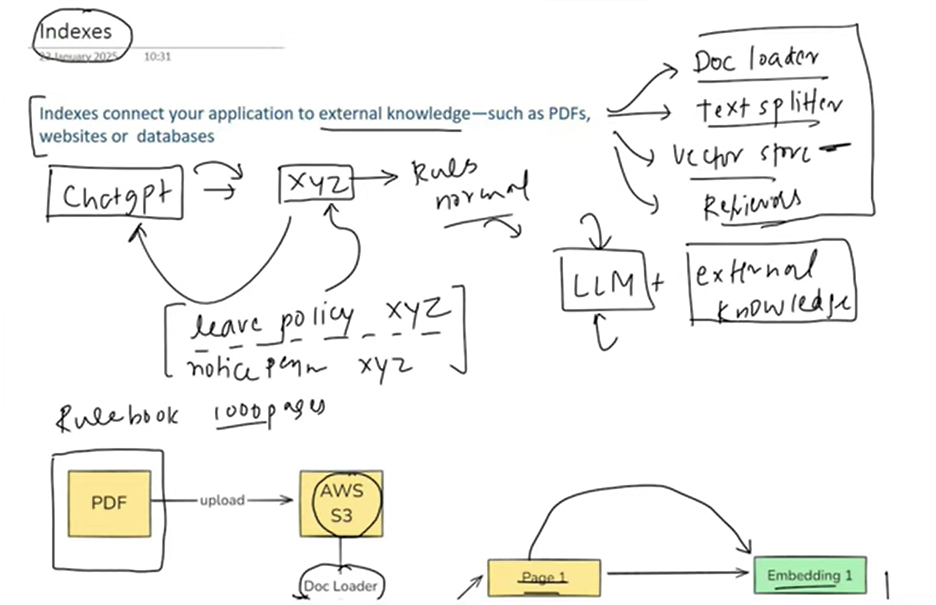 Indexes
22 January 2025 10:31
Indexes connect your application to external knowledge—such as PDFs,
websites or databases
Doc loader
text splitter
vector store
Retrievers
Chatgpt
XYZ
Rules
normal
LLM +
external
knowledge
leave policy XYZ
notice XYZ
Rulebook 1000 pages
PDF
upload
AWS
S3
Doc Loader
Page 1
Embedding 1